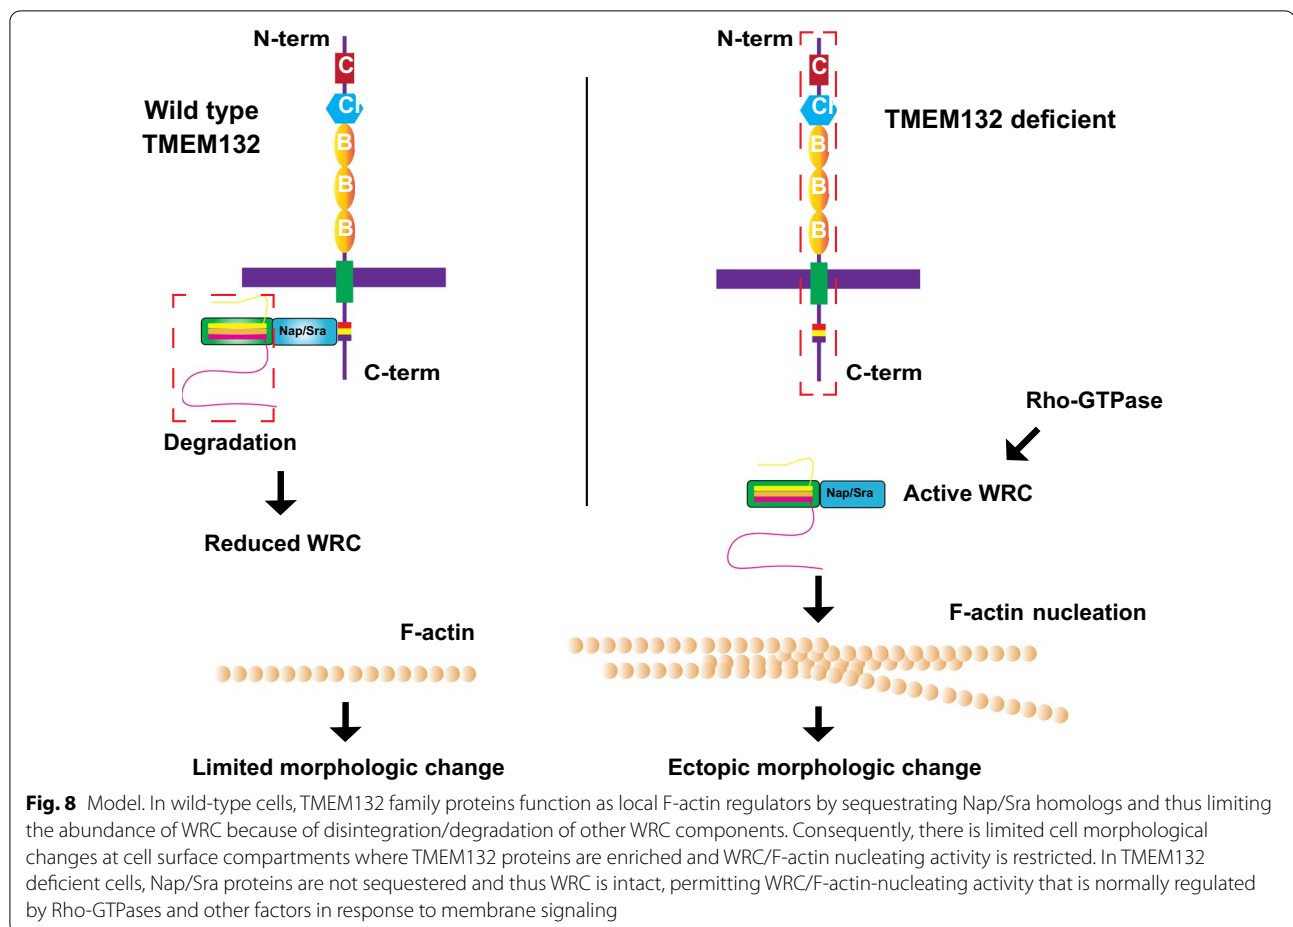 N-term
C
Wild type
TMEM132
Cr
B
B
B
Nap/Sra
C-term
Degradation
Reduced WRC
F-actin
Limited morphologic change
N-term
C
TMEM132 deficient
B
B
B
C-term
Rho-GTPase
Nap/Sra
Active WRC
F-actin nucleation
Ectopic morphologic change
Fig. 8 Model. In wild-type cells, TMEM132 family proteins function as local F-actin regulators by sequestrating Nap/Sra homologs and thus limiting
the abundance of WRC because of disintegration/degradation of other WRC components. Consequently, there is limited cell morphological
changes at cell surface compartments where TMEM132 proteins are enriched and WRC/F-actin nucleating activity is restricted. In TMEM132
deficient cells, Nap/Sra proteins are not sequestered and thus WRC is intact, permitting WRC/F-actin-nucleating activity that is normally regulated
by Rho-GTPases and other factors in response to membrane signaling